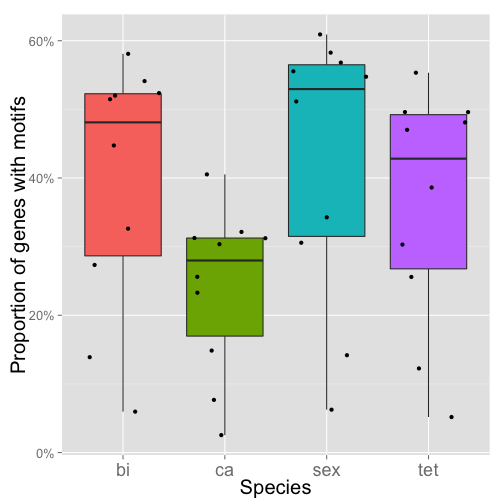 Proportion of genes with motifs
60%
40%
20%
0%
bi ca sex tet
Species